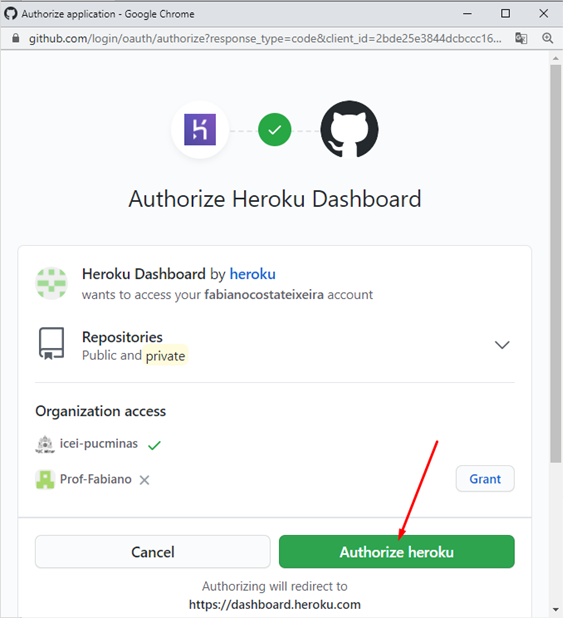 Authorize application - Google Chrome
github.com/login/oauth/authorize?response_type=code&client_id=2bde25e3844dcbccc16...
Authorize Heroku Dashboard
Heroku Dashboard by heroku
wants to access your fabianocostateixeira account
Repositories
Public and private
Organization access
icei-pucminas
Prof-Fabiano
Grant
Cancel
Authorize heroku
Authorizing will redirect to
https://dashboard.heroku.com